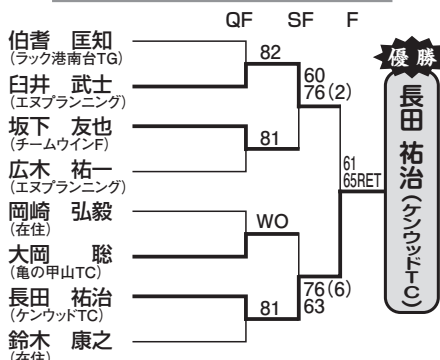 QF SF F
伯耆 匡知
(ラック港南台TG)
臼井 武士
(エヌプランニング)
坂下 友也
(チームウインF)
広木 祐一
(エヌプランニング)
岡崎 弘毅
(在住)
大岡 聡
(亀の甲山TC)
長田 祐治
(ケンウッドTC)
鈴木 康之
(在住)
82
81
WO
81
60
76(2)
76(6)
63
61
65RET
優勝
長田 祐治(ケンウッドTC)